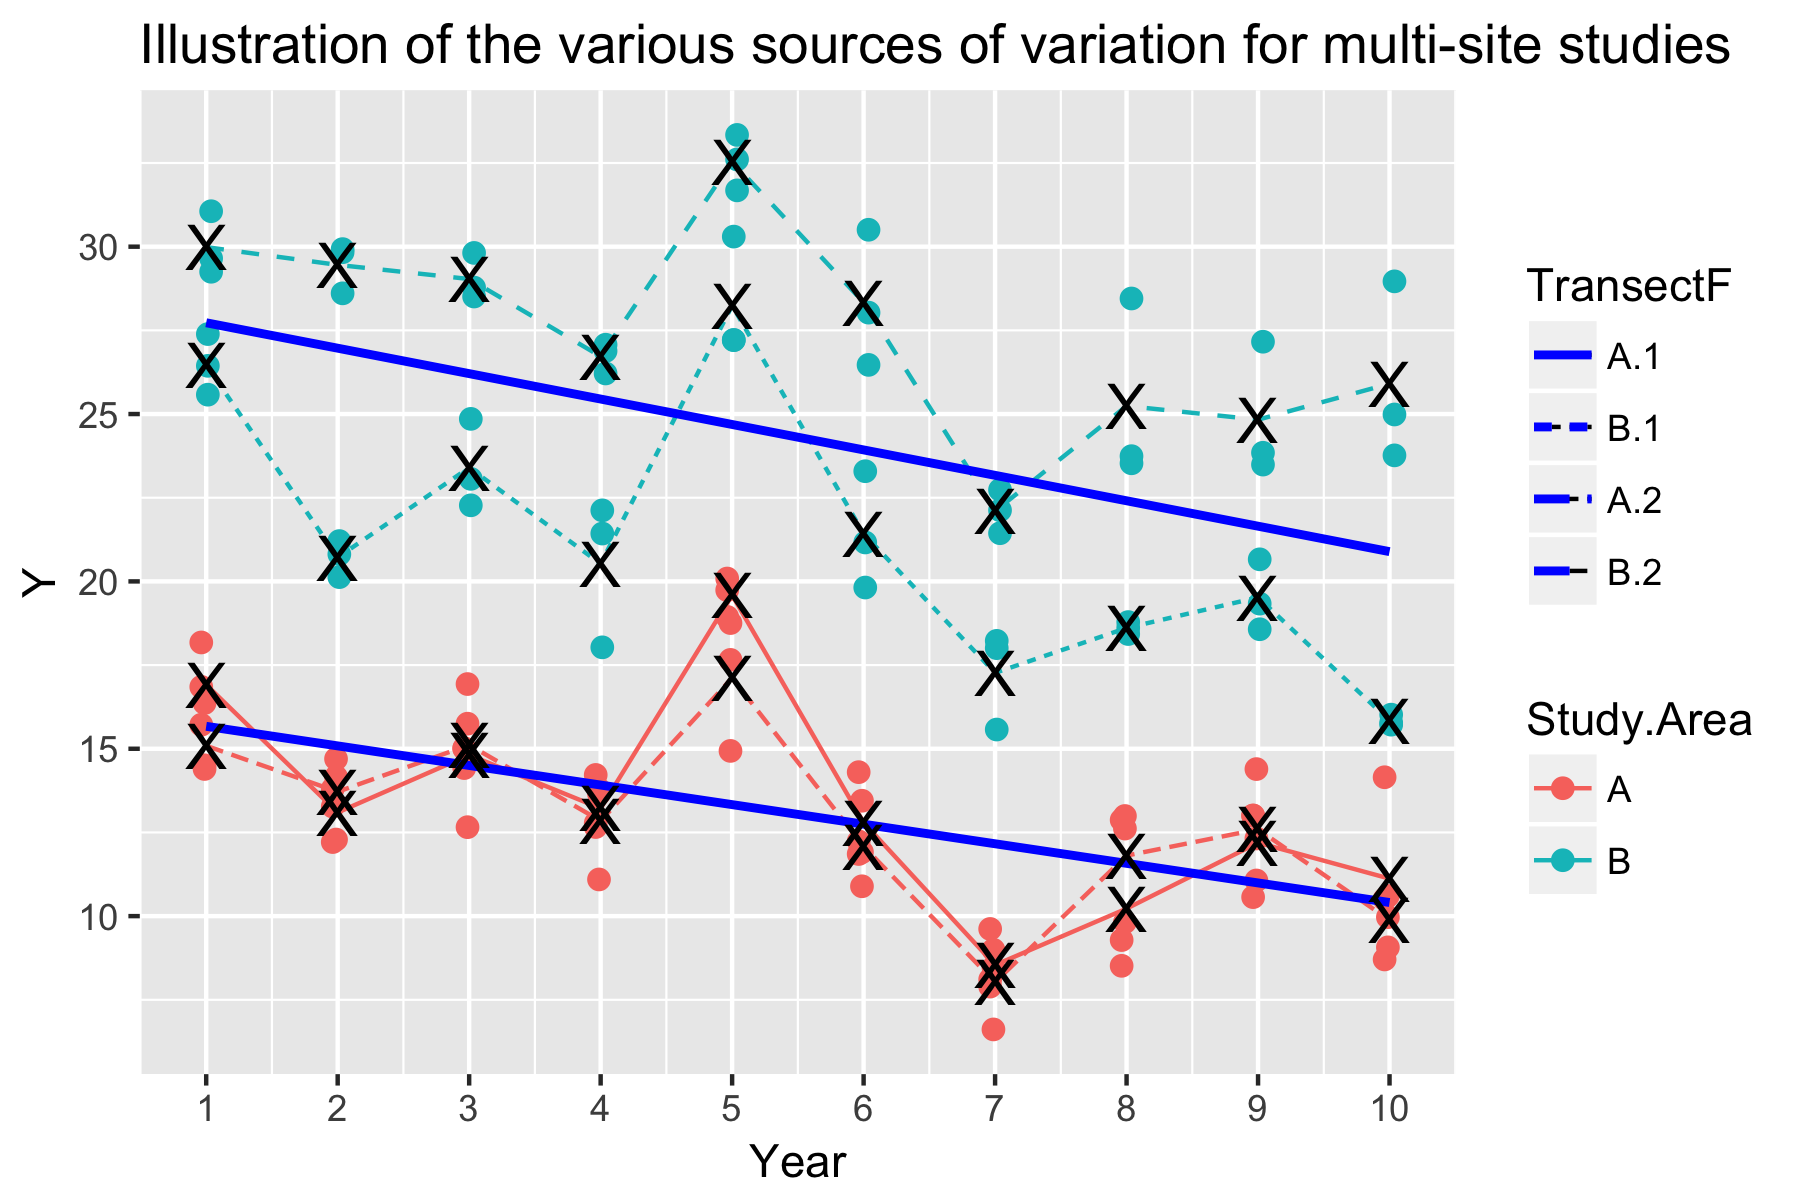 Illustration of the various sources of variation for multi-site studies
Y
30
25
20
15
10
1 2 3 4 5 6 7 8 9 10
Year
TransectF
A.1
B.1
A.2
B.2
Study.Area
A
B